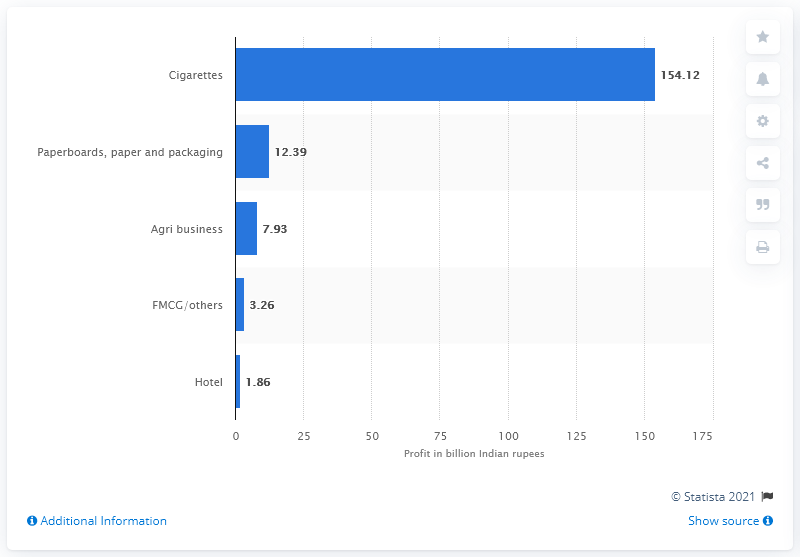 Cigarettes 154.12
Paperboards, paper and packaging 12.39
Agri business 7.93
FMCG/others 3.26
Hotel 1.86
0 25 50 75 100 125 150 175
Profit in billion Indian rupees
© Statista 2021
Additional Information Show source